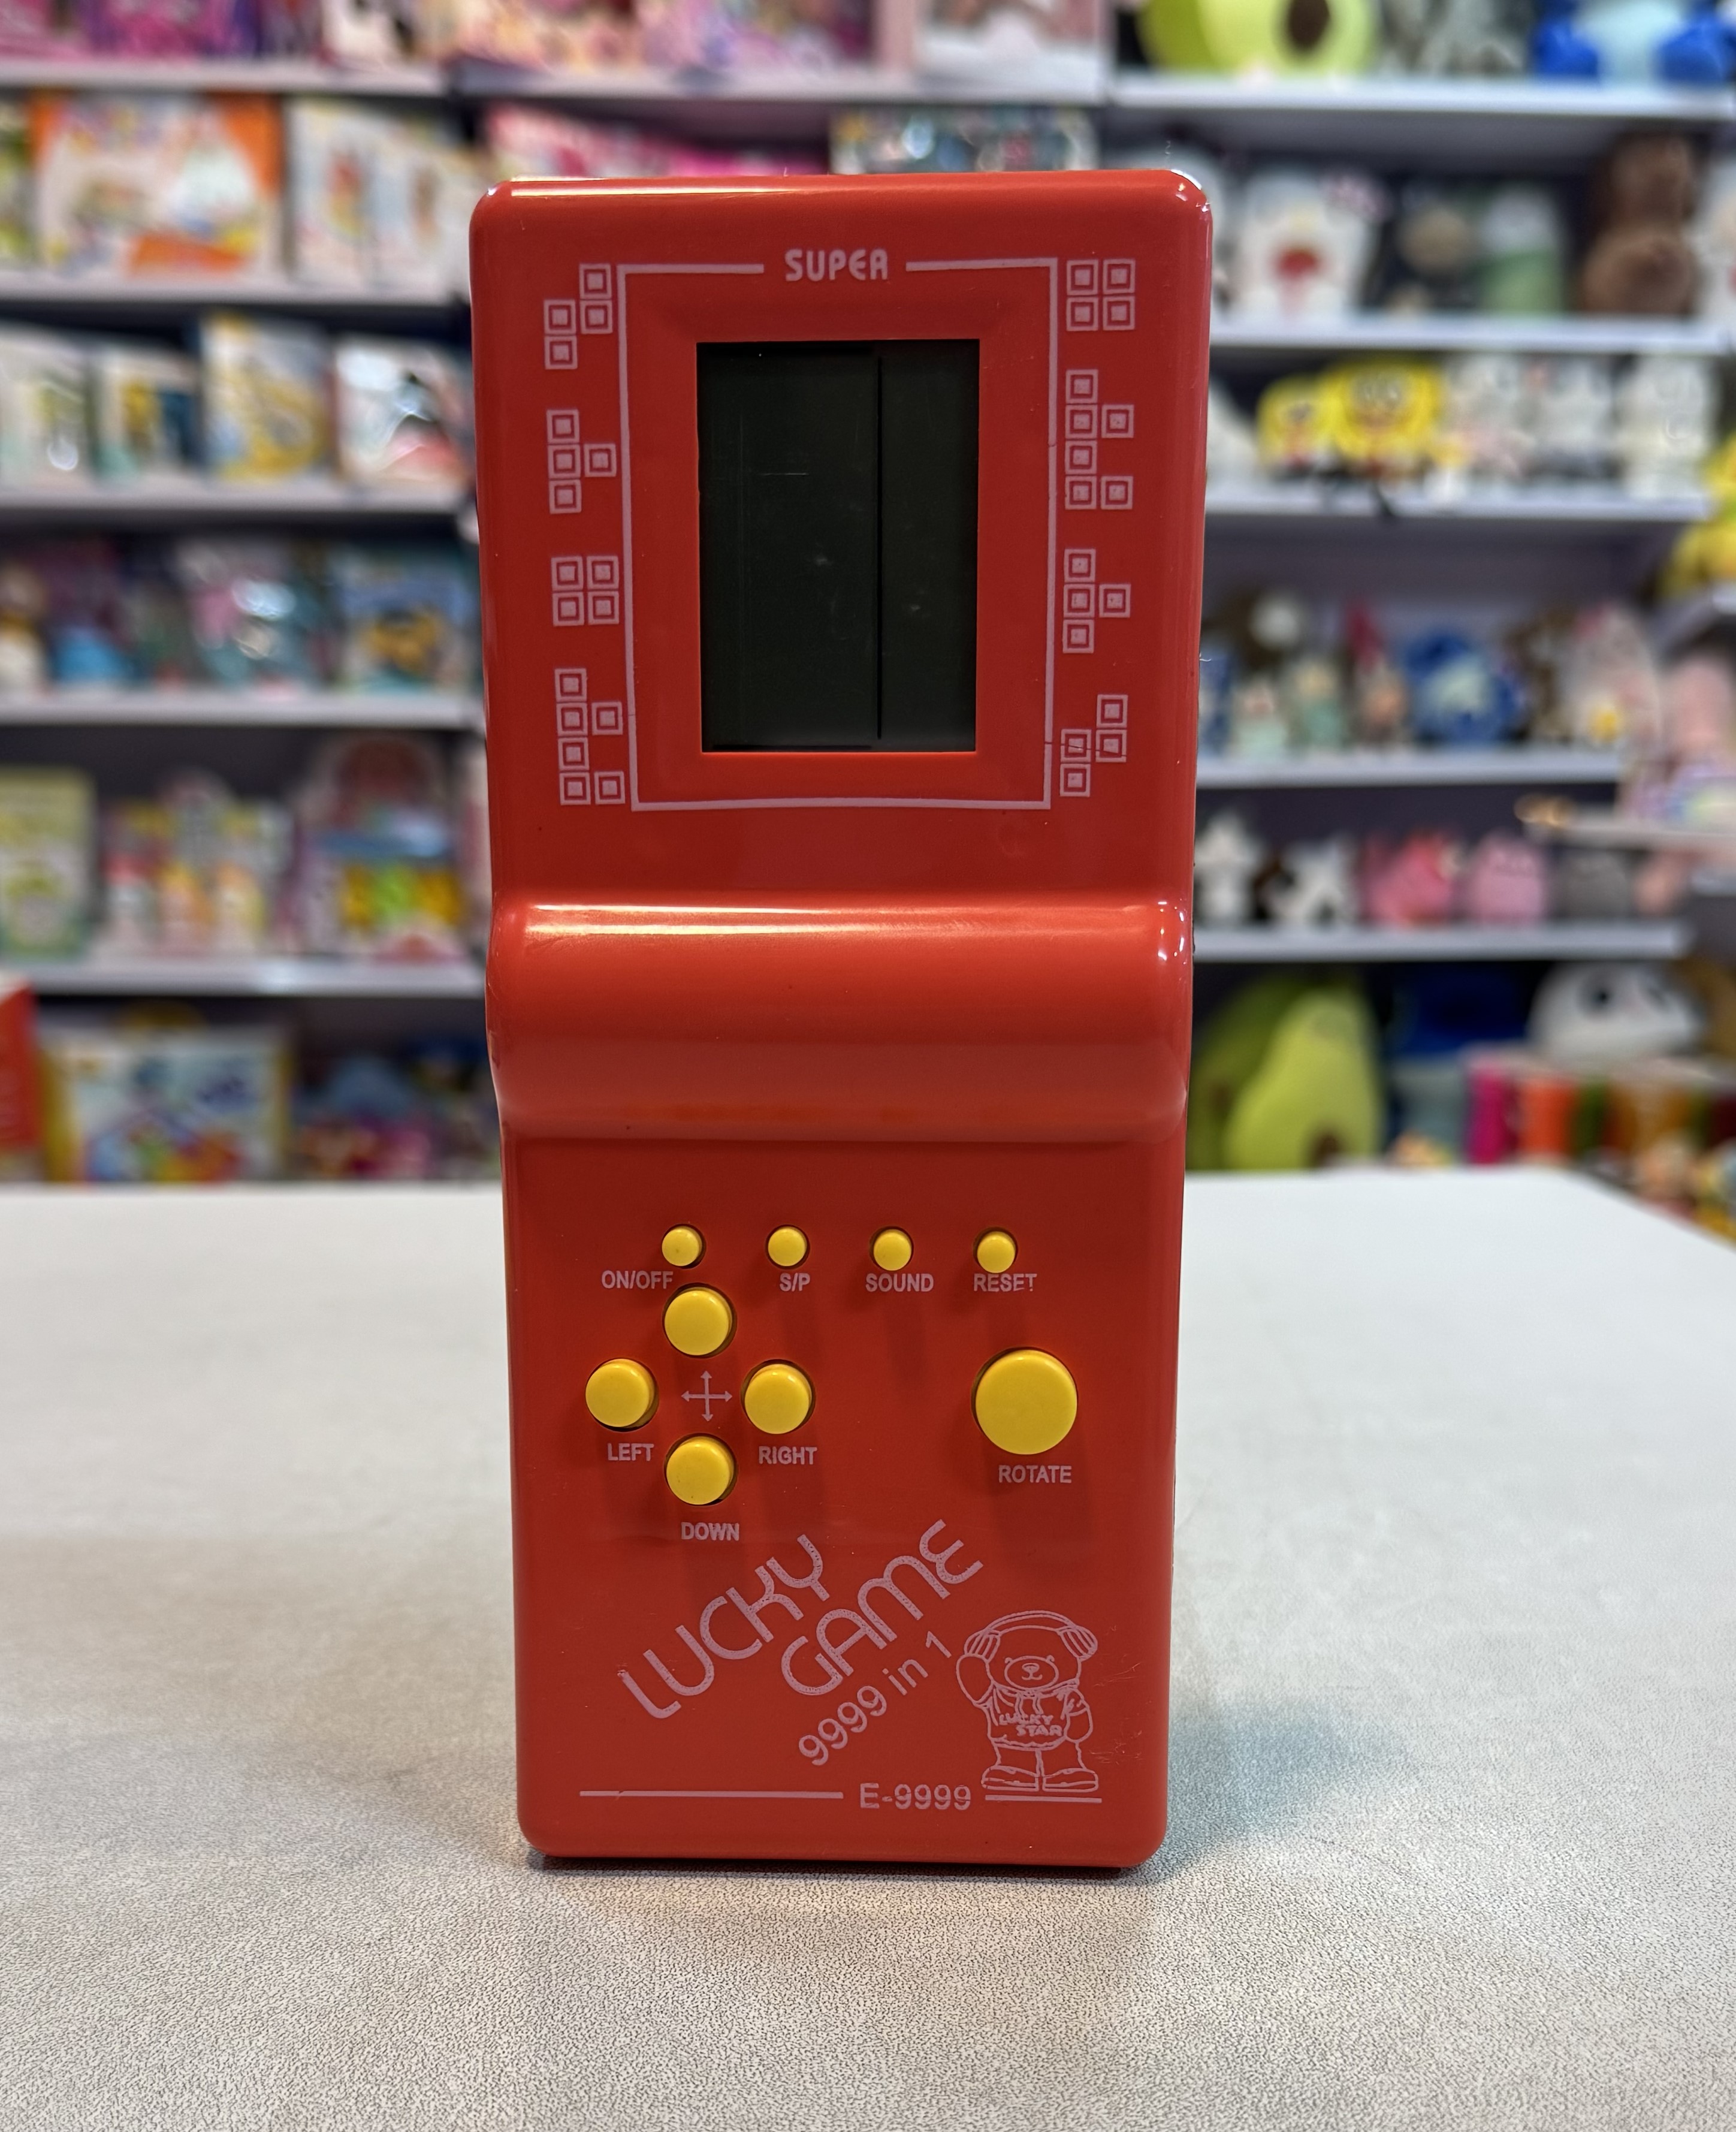 SUPER
ON/OFF
S/P
SOUND
RESET
LEFT
RIGHT
ROTATE
DOWN
LUCKY
GAME
9999 in 1
LUCKY
STAR
E-9999